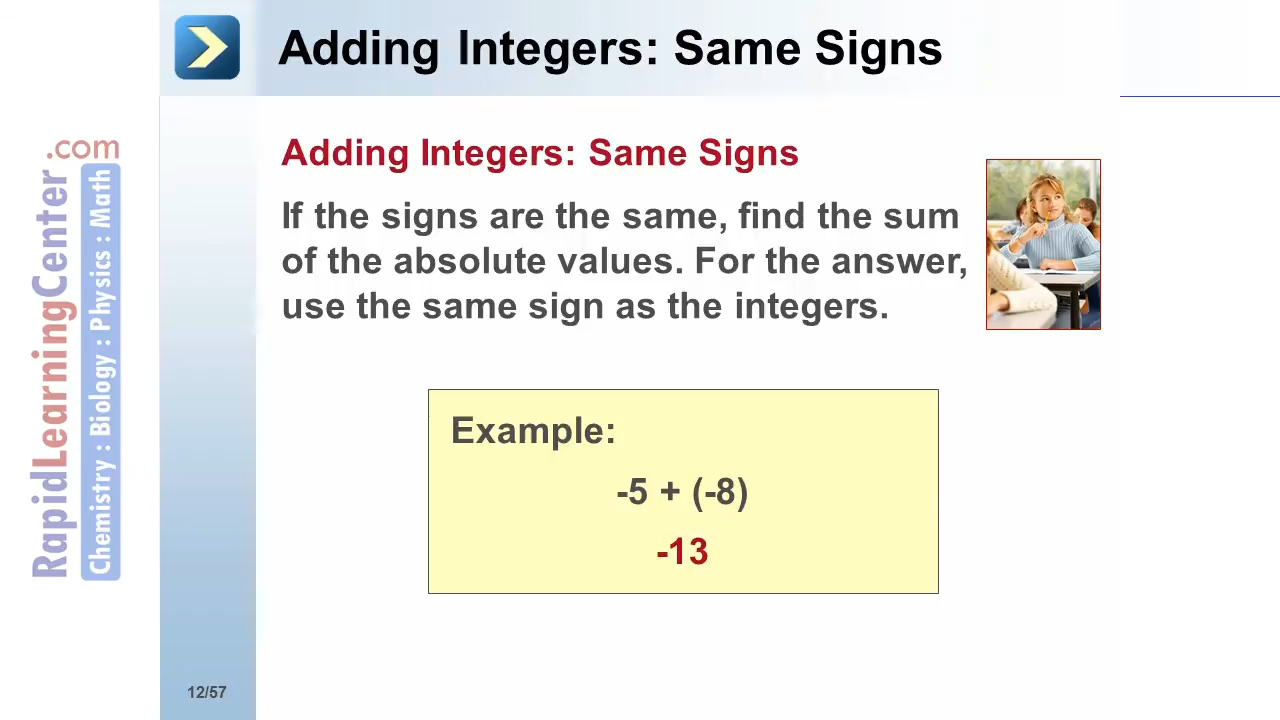 Adding Integers: Same Signs
.com
RapidLearningCenter
Chemistry : Biology : Physics : Math
Adding Integers: Same Signs
If the signs are the same, find the sum
of the absolute values. For the answer,
use the same sign as the integers.
Example:
-5 + (-8)
-13
12/57